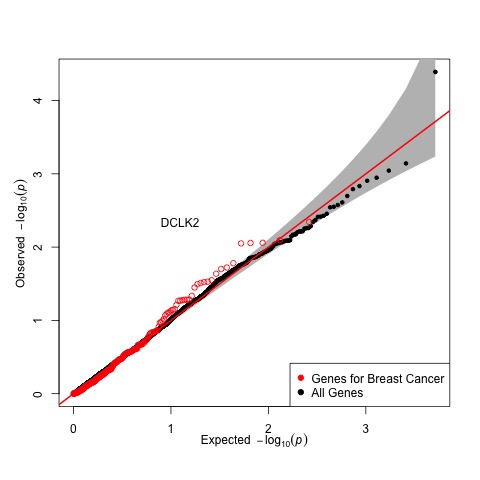 DCLK2
Observed −log10(p)
4
3
2
1
0
0 1 2 3
Expected −log10(p)
Genes for Breast Cancer
All Genes